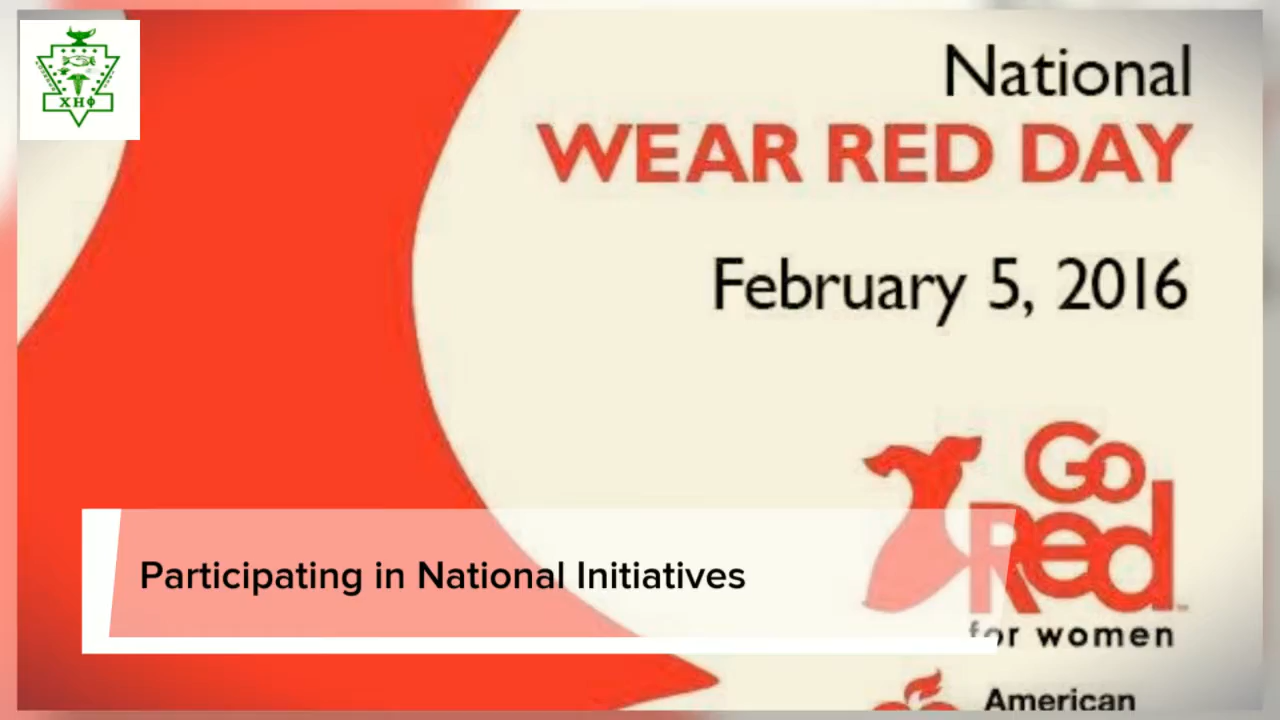 ΧΗΦ
National
WEAR RED DAY
February 5, 2016
Go
Red
for women
Participating in National Initiatives
American